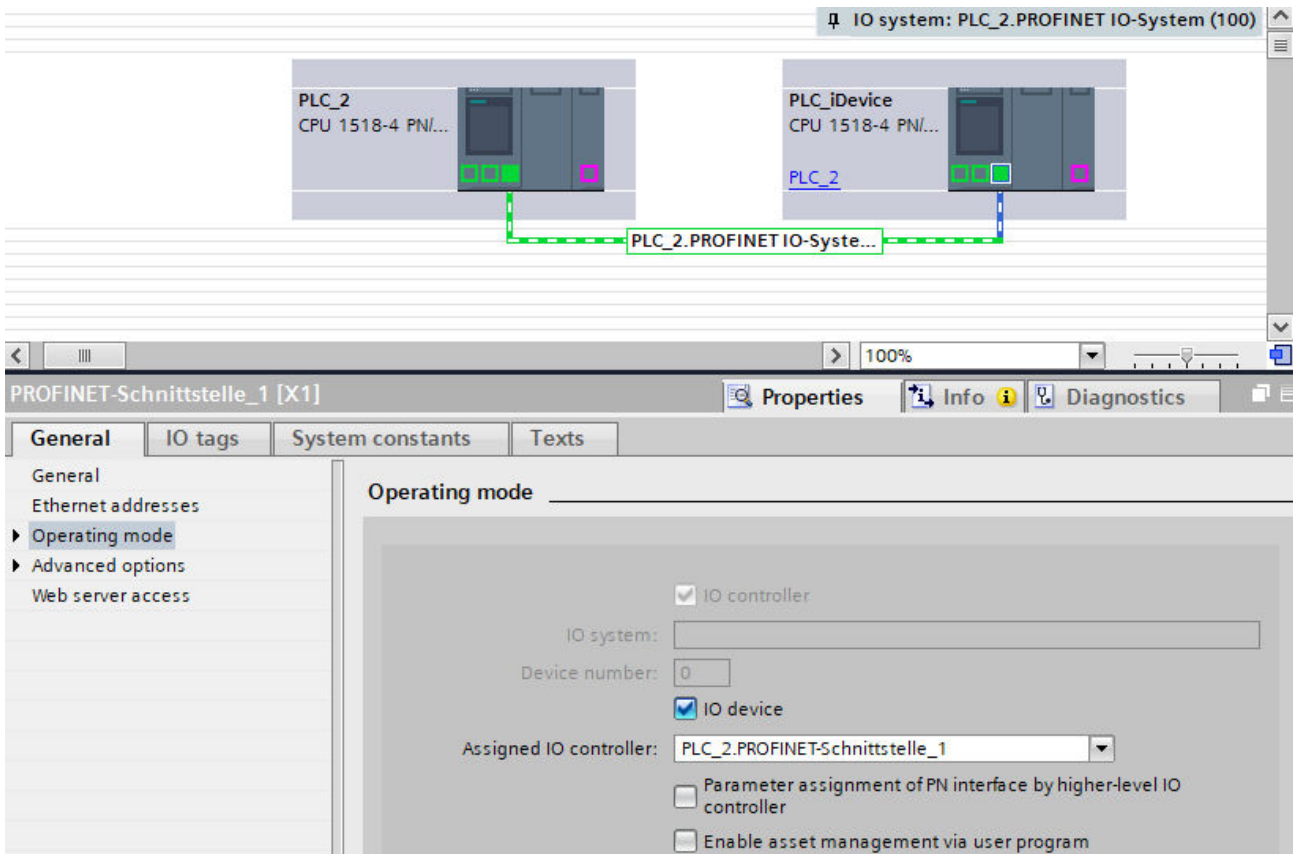 IO system: PLC_2.PROFINET IO-System (100)
PLC_2
CPU 1518-4 PN/...
PLC_iDevice
CPU 1518-4 PN/...
PLC_2
PLC_2.PROFINET IO-Syste...
100%
PROFINET-Schnittstelle_1 [X1]
Properties
Info
Diagnostics
General
IO tags
System constants
Texts
General
Ethernet addresses
Operating mode
Advanced options
Web server access
Operating mode
IO controller
IO system:
Device number: 0
IO device
Assigned IO controller: PLC_2.PROFINET-Schnittstelle_1
Parameter assignment of PN interface by higher-level IO
controller
Enable asset management via user program